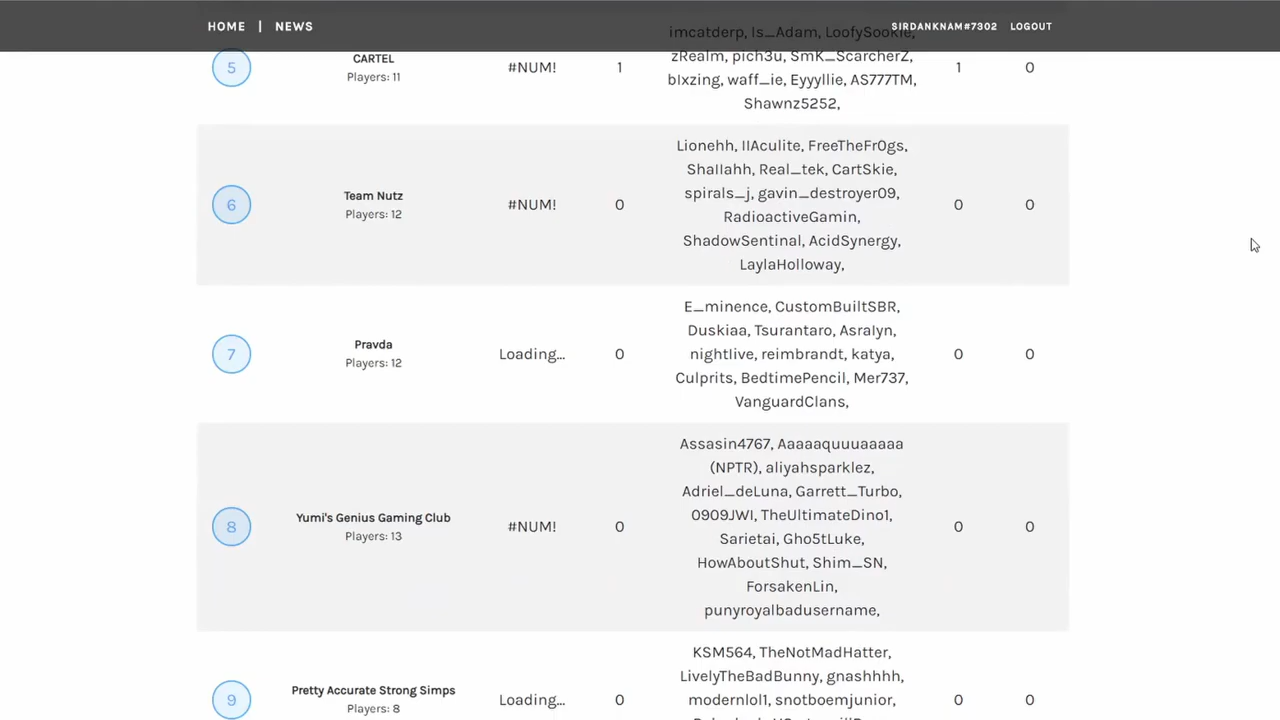 HOME | NEWS
SIRDANKNAM#7302 LOGOUT
imcatderp, Is_Adam, LoofySookie,
5
CARTEL
Players: 11
#NUM!
1
zRealm, pich3u, SmK_ScarcherZ,
bIxzing, waff_ie, Eyyyllie, AS777TM,
Shawnz5252,
1
0
6
Team Nutz
Players: 12
#NUM!
0
Lionehh, IIAculite, FreeTheFr0gs,
ShaIIahh, Real_tek, CartSkie,
spirals_j, gavin_destroyer09,
RadioactiveGamin,
ShadowSentinal, AcidSynergy,
LaylaHolloway,
0
0
7
Pravda
Players: 12
Loading...
0
E_minence, CustomBuiltSBR,
Duskiaa, Tsurantaro, Asralyn,
nightIive, reimbrandt, katya,
Culprits, BedtimePencil, Mer737,
VanguardClans,
0
0
8
Yumi's Genius Gaming Club
Players: 13
#NUM!
0
Assasin4767, Aaaaaquuuaaaaa
(NPTR), aliyahsparklez,
Adriel_deLuna, Garrett_Turbo,
0909JWI, TheUltimateDino1,
Sarietai, Gho5tLuke,
HowAboutShut, Shim_SN,
ForsakenLin,
punyroyalbadusername,
0
0
9
Pretty Accurate Strong Simps
Players: 8
Loading...
0
KSM564, TheNotMadHatter,
LivelyTheBadBunny, gnashhhh,
modernlol1, snotboemjunior,
0
0